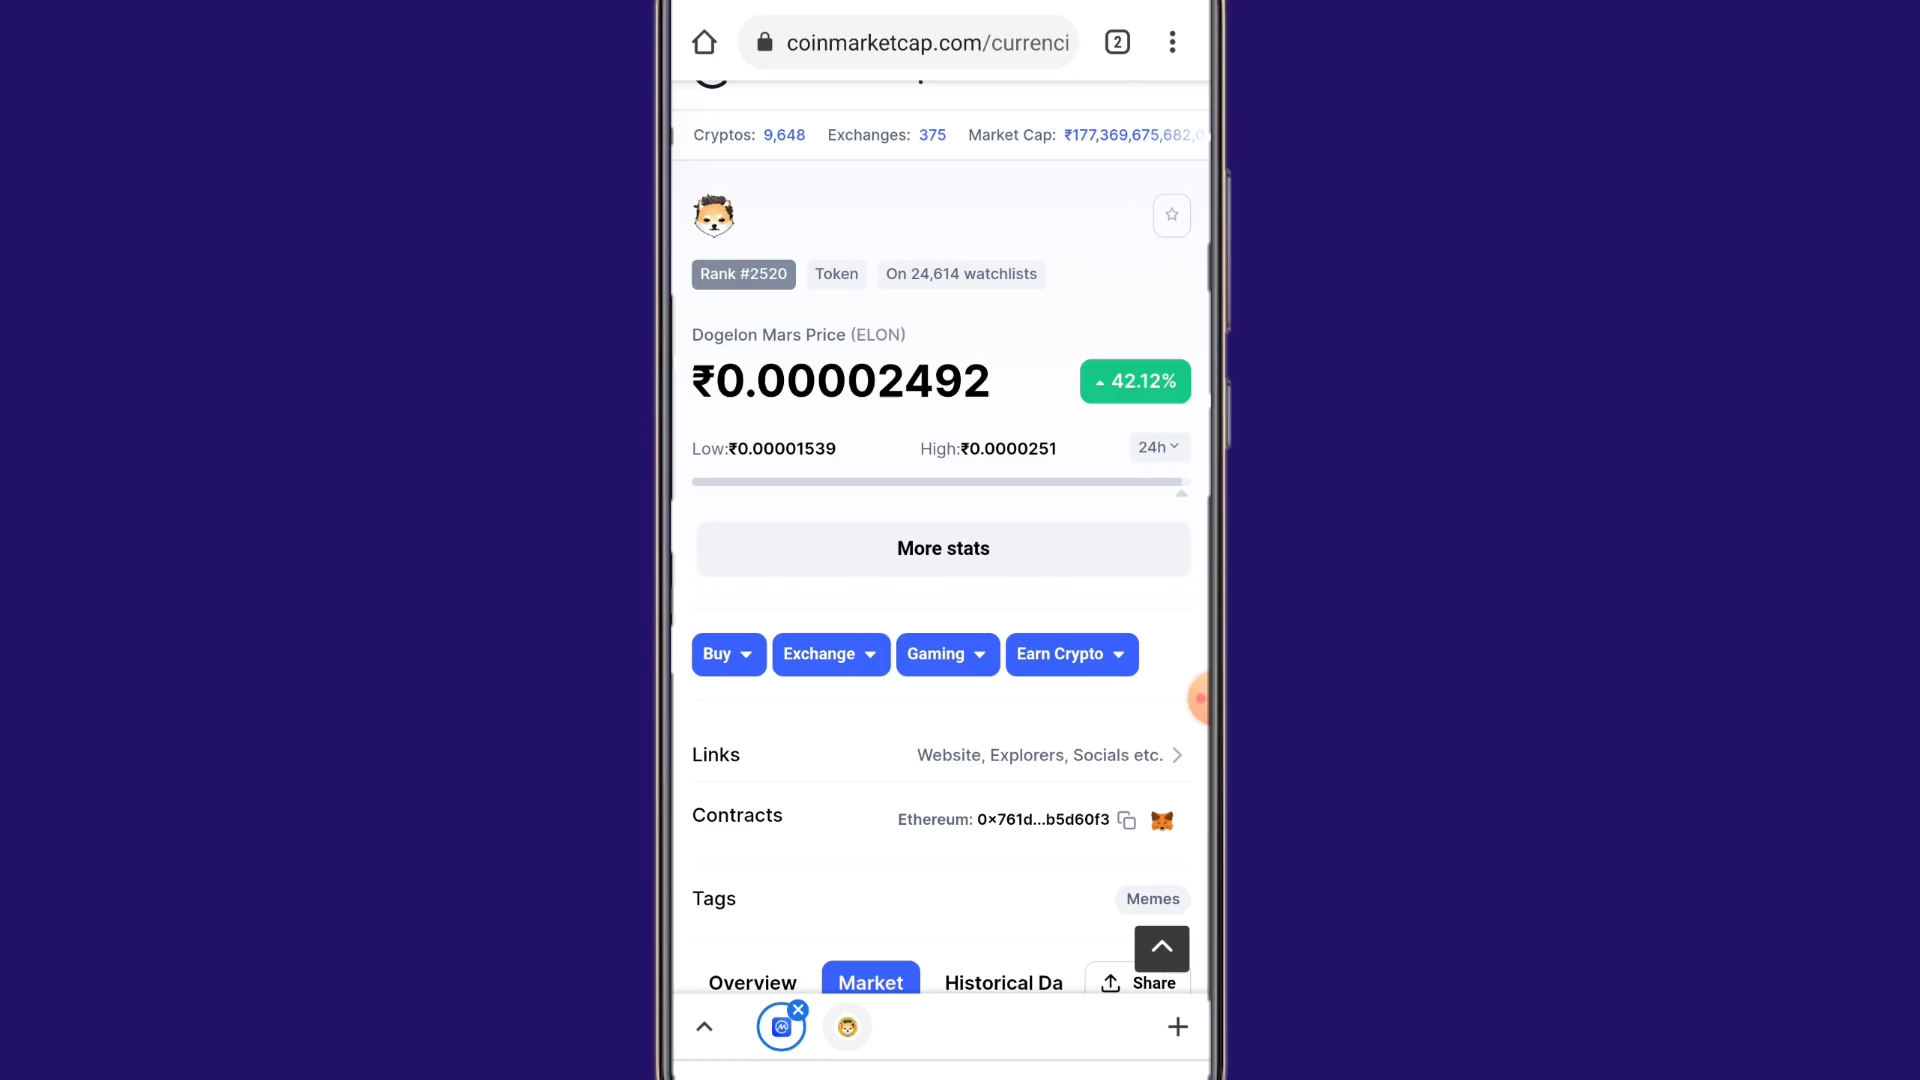 coinmarketcap.com/currenci
2
Cryptos: 9,648 Exchanges: 375 Market Cap: ₹177,369,675,682,0
Rank #2520 Token On 24,614 watchlists
Dogelon Mars Price (ELON)
₹0.00002492 42.12%
Low:₹0.00001539 High:₹0.0000251 24h
More stats
Buy Exchange Gaming Earn Crypto
Links Website, Explorers, Socials etc.
Contracts Ethereum: 0x761d...b5d60f3
Tags Memes
Overview Market Historical Da Share